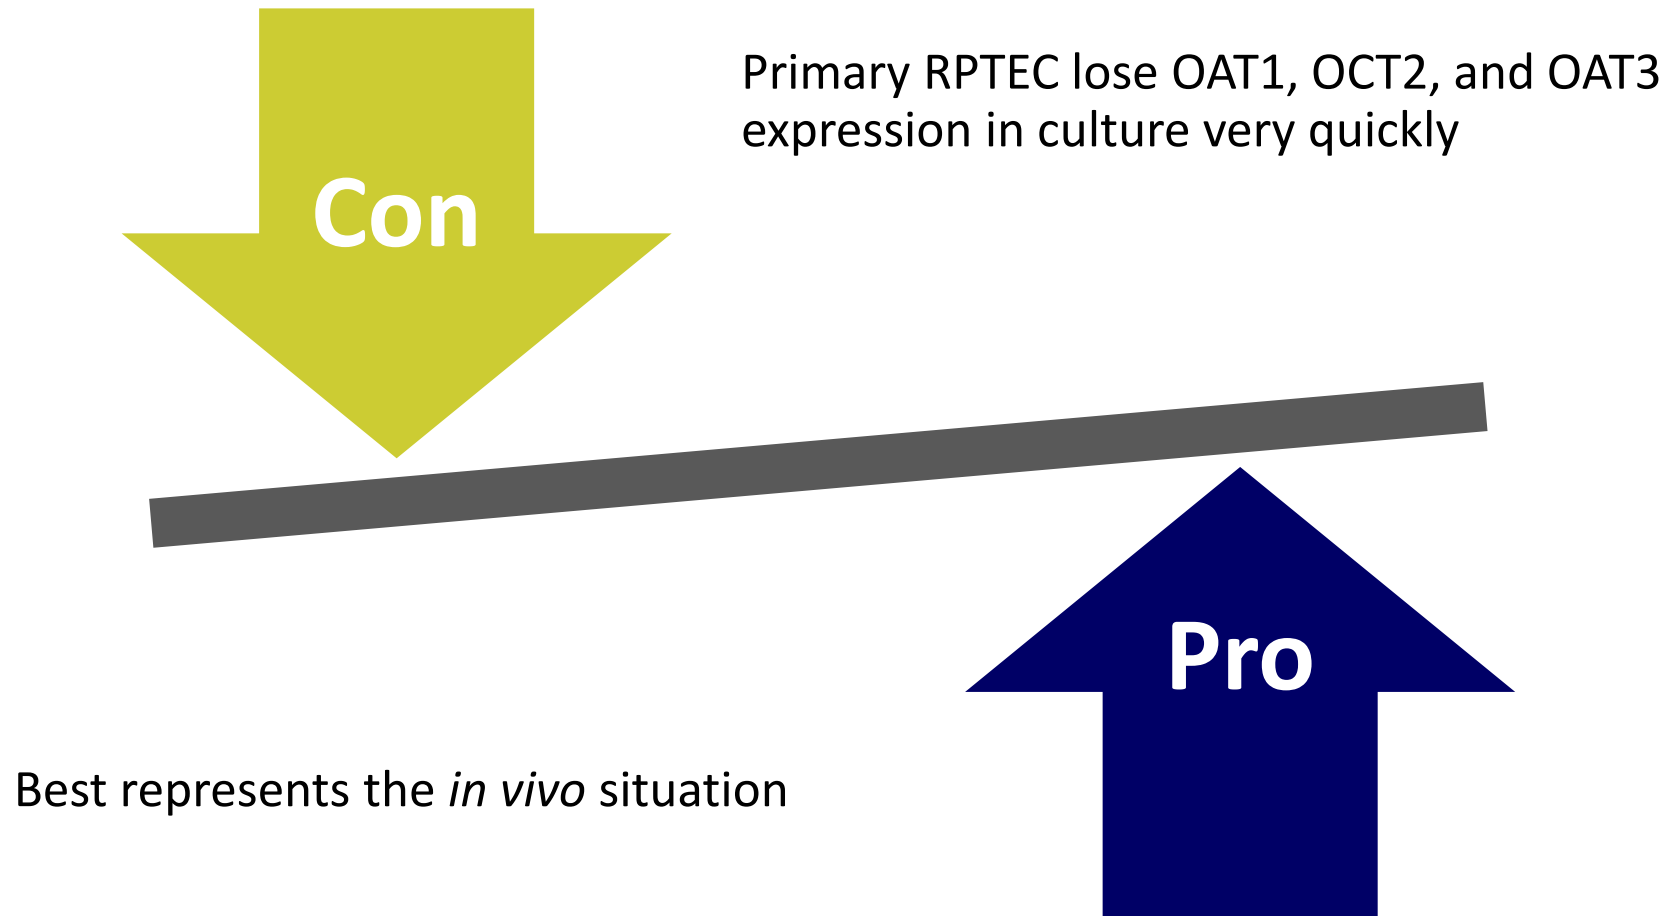 Primary RPTEC lose OAT1, OCT2, and OAT3
expression in culture very quickly
Con
Pro
Best represents the in vivo situation